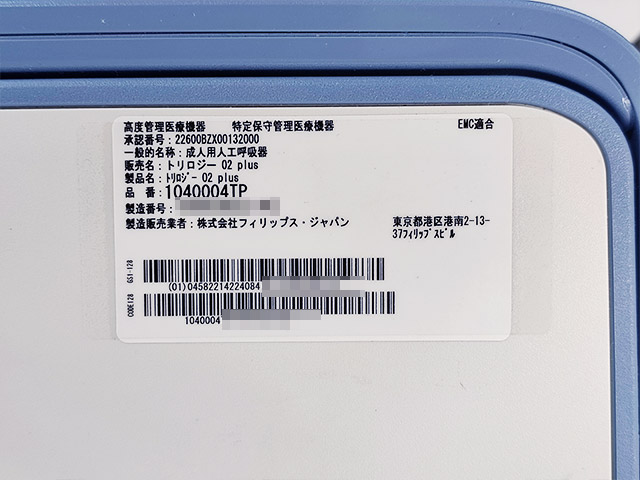 高度管理医療機器 特定保守管理医療機器 EMC適合
承認番号：22600BZX00132000
一般的名称：成人用人工呼吸器
販売名：トリロジー O2 plus
製品名：ﾄﾘﾛｼﾞｰ O2 plus
品 番：1040004TP
製造番号：
製造販売業者：株式会社フィリップス・ジャパン 東京都港区港南2-13-
37ﾌｨﾘｯﾌﾟｽﾋﾞﾙ
GS1-128
(01)04582214224084
CODE128
1040004